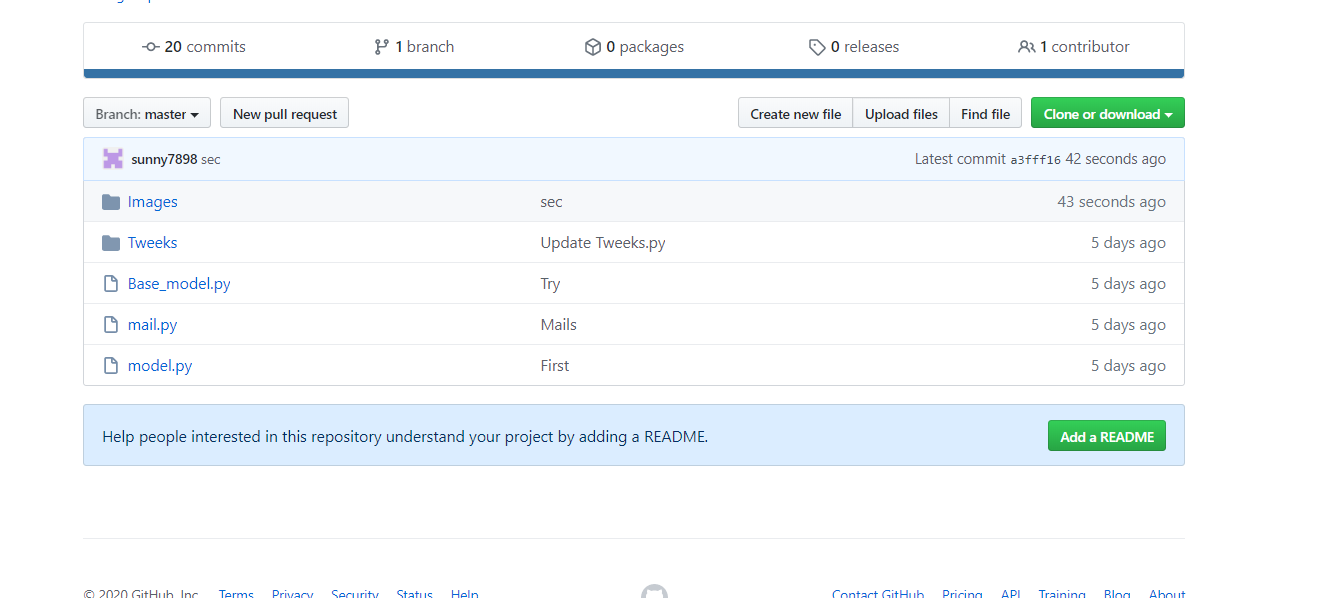 20 commits 1 branch 0 packages 0 releases 1 contributor
Branch: master New pull request Create new file Upload files Find file Clone or download
sunny7898 sec Latest commit a3fff16 42 seconds ago
Images sec 43 seconds ago
Tweeks Update Tweeks.py 5 days ago
Base_model.py Try 5 days ago
mail.py Mails 5 days ago
model.py First 5 days ago
Help people interested in this repository understand your project by adding a README. Add a README
© 2020 GitHub, Inc. Terms Privacy Security Status Help Contact GitHub Pricing API Training Blog About